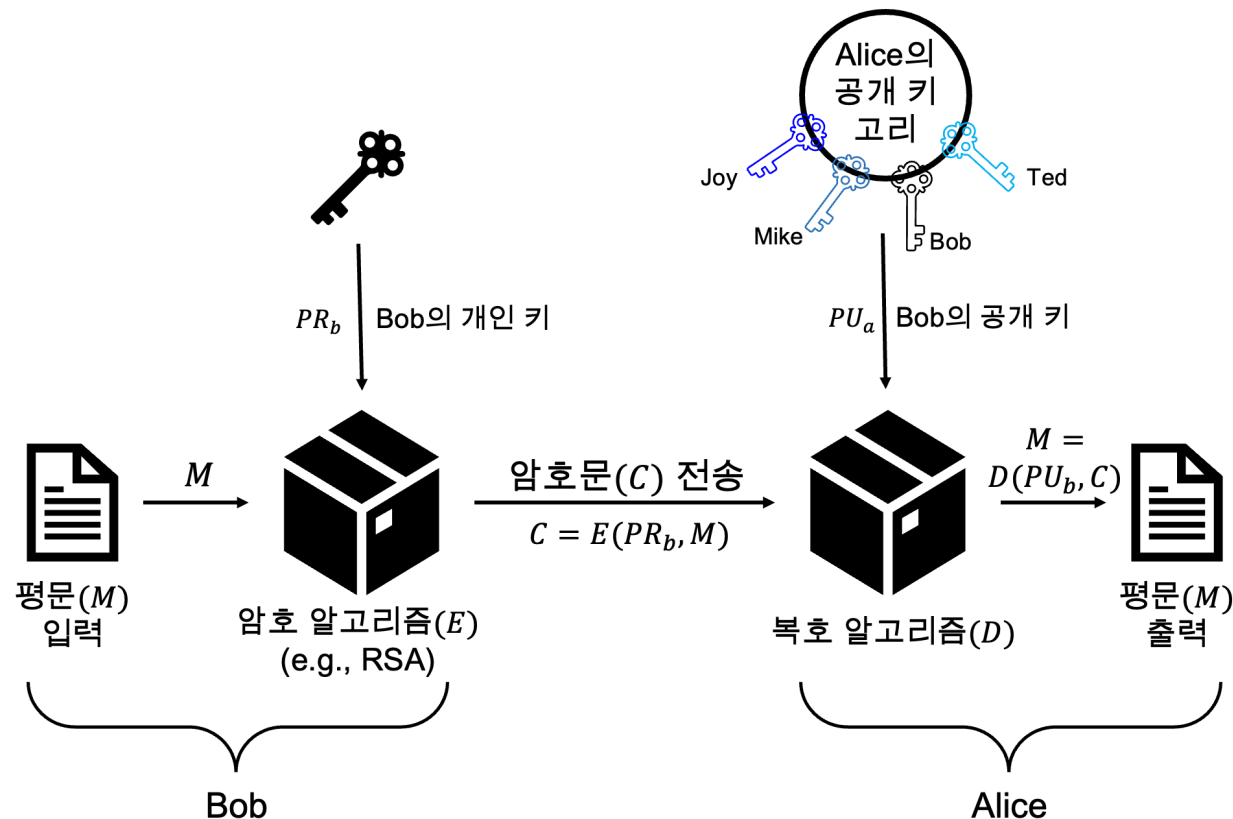 Alice의
공개 키
고리
Joy
Ted
Mike
Bob
PR_b
Bob의 개인 키
PU_a
Bob의 공개 키
M
암호문(C) 전송
C = E(PR_b, M)
M =
D(PU_b, C)
평문(M)
입력
암호 알고리즘(E)
(e.g., RSA)
복호 알고리즘(D)
평문(M)
출력
Bob
Alice